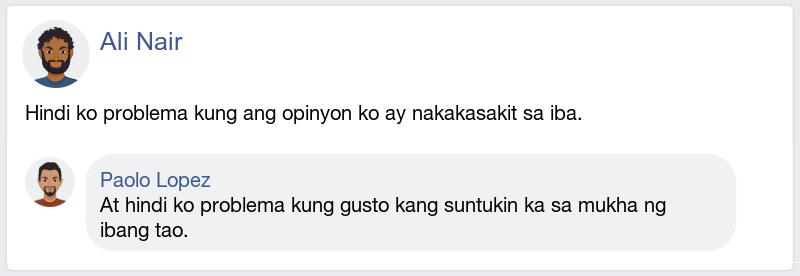 Ali Nair
Hindi ko problema kung ang opinyon ko ay nakakasakit sa iba.
Paolo Lopez
At hindi ko problema kung gusto kang suntukin ka sa mukha ng
ibang tao.